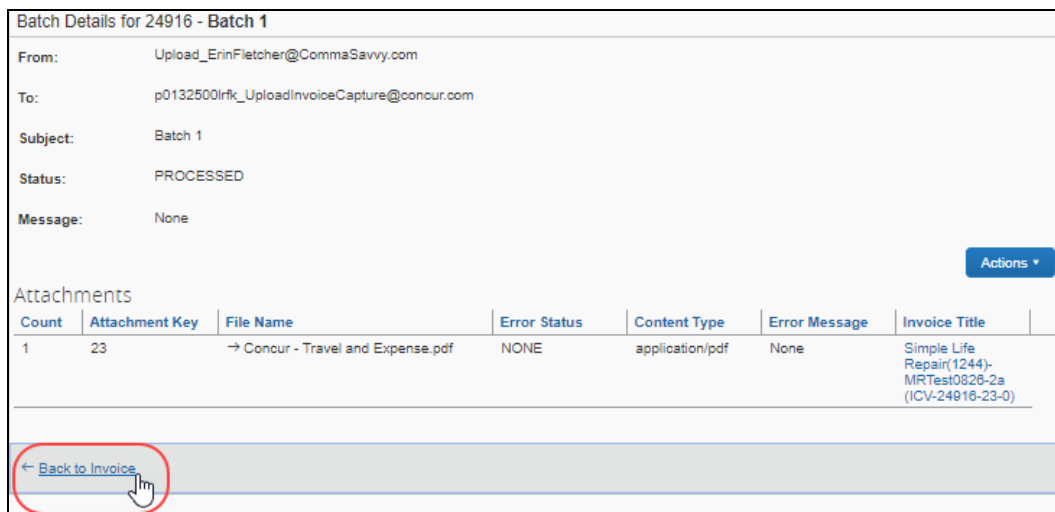 Batch Details for 24916 - Batch 1
From: Upload_ErinFletcher@CommaSavvy.com
To: p0132500lrfk_UploadInvoiceCapture@concur.com
Subject: Batch 1
Status: PROCESSED
Message: None
Actions ▾
Attachments
Count Attachment Key File Name Error Status Content Type Error Message Invoice Title
1 23 → Concur - Travel and Expense.pdf NONE application/pdf None Simple Life
Repair(1244)-
MRTest0826-2a
(ICV-24916-23-0)
← Back to Invoice